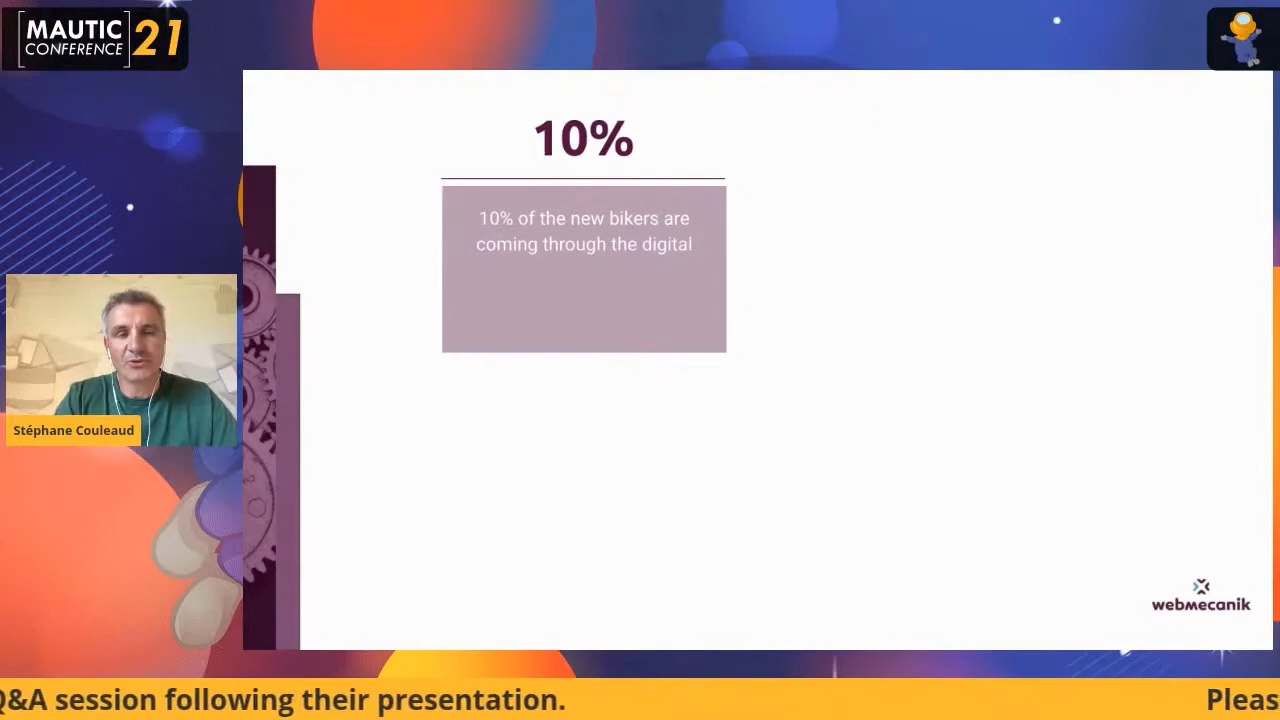 MAUTIC
CONFERENCE 21
10%
10% of the new bikers are
coming through the digital
Stéphane Couleaud
webmecanik
Q&A session following their presentation.
Pleas